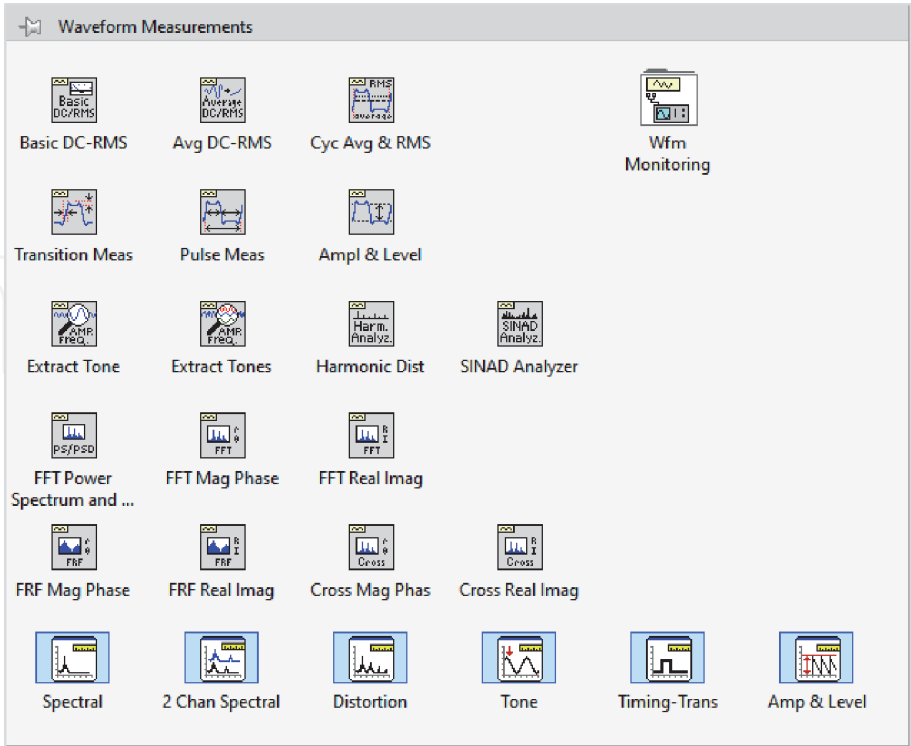 Waveform Measurements
Basic
DC/RMS
Average
DC/RMS
RMS
average
Basic DC-RMS
Avg DC-RMS
Cyc Avg & RMS
Wfm
Monitoring
Transition Meas
Pulse Meas
Ampl & Level
AMP
Freq.
AMP
Freq.
Harm.
Analyz.
SINAD
Analyz.
Extract Tone
Extract Tones
Harmonic Dist
SINAD Analyzer
PS/PSD
r
θ
FFT
R
I
FFT
FFT Power
Spectrum and ...
FFT Mag Phase
FFT Real Imag
r
θ
FRF
R
I
FRF
r
θ
Cross
R
I
Cross
FRF Mag Phase
FRF Real Imag
Cross Mag Phas
Cross Real Imag
Spectral
2 Chan Spectral
Distortion
Tone
Timing-Trans
Amp & Level